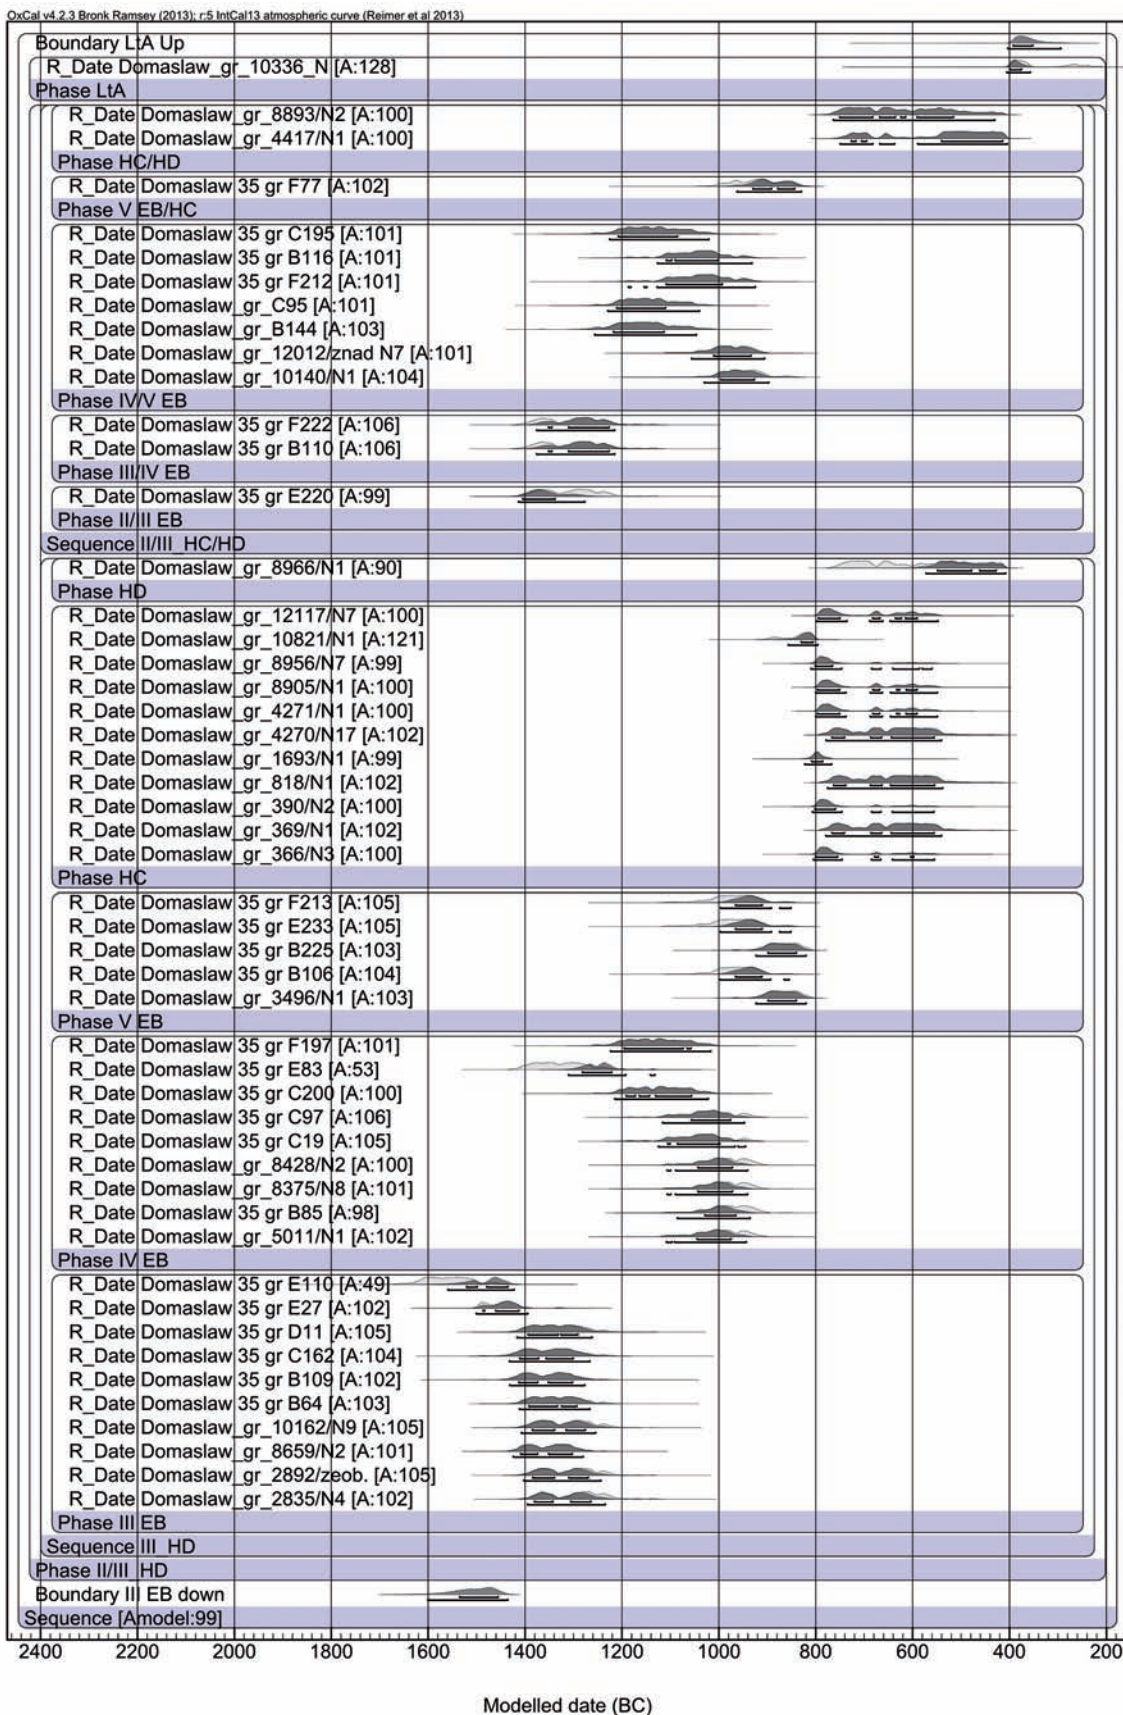 OxCal v4.2.3 Bronk Ramsey (2013); r:5 IntCal13 atmospheric curve (Reimer et al 2013)
Boundary LtA Up
R_Date Domaslaw_gr_10336_N [A:128]
Phase LtA
R_Date Domaslaw_gr_8893/N2 [A:100]
R_Date Domaslaw_gr_4417/N1 [A:100]
Phase HC/HD
R_Date Domaslaw 35 gr F77 [A:102]
Phase V EB/HC
R_Date Domaslaw 35 gr C195 [A:101]
R_Date Domaslaw 35 gr B116 [A:101]
R_Date Domaslaw 35 gr F212 [A:101]
R_Date Domaslaw_gr_C95 [A:101]
R_Date Domaslaw_gr_B144 [A:103]
R_Date Domaslaw_gr_12012/znad N7 [A:101]
R_Date Domaslaw_gr_10140/N1 [A:104]
Phase IV/V EB
R_Date Domaslaw 35 gr F222 [A:106]
R_Date Domaslaw 35 gr B110 [A:106]
Phase III/IV EB
R_Date Domaslaw 35 gr E220 [A:99]
Phase II/III EB
Sequence II/III_HC/HD
R_Date Domaslaw_gr_8966/N1 [A:90]
Phase HD
R_Date Domaslaw_gr_12117/N7 [A:100]
R_Date Domaslaw_gr_10821/N1 [A:121]
R_Date Domaslaw_gr_8956/N7 [A:99]
R_Date Domaslaw_gr_8905/N1 [A:100]
R_Date Domaslaw_gr_4271/N1 [A:100]
R_Date Domaslaw_gr_4270/N17 [A:102]
R_Date Domaslaw_gr_1693/N1 [A:99]
R_Date Domaslaw_gr_818/N1 [A:102]
R_Date Domaslaw_gr_390/N2 [A:100]
R_Date Domaslaw_gr_369/N1 [A:102]
R_Date Domaslaw_gr_366/N3 [A:100]
Phase HC
R_Date Domaslaw 35 gr F213 [A:105]
R_Date Domaslaw 35 gr E233 [A:105]
R_Date Domaslaw 35 gr B225 [A:103]
R_Date Domaslaw 35 gr B106 [A:104]
R_Date Domaslaw_gr_3496/N1 [A:103]
Phase V EB
R_Date Domaslaw 35 gr F197 [A:101]
R_Date Domaslaw 35 gr E83 [A:53]
R_Date Domaslaw 35 gr C200 [A:100]
R_Date Domaslaw 35 gr C97 [A:106]
R_Date Domaslaw 35 gr C19 [A:105]
R_Date Domaslaw_gr_8428/N2 [A:100]
R_Date Domaslaw_gr_8375/N8 [A:101]
R_Date Domaslaw 35 gr B85 [A:98]
R_Date Domaslaw_gr_5011/N1 [A:102]
Phase IV EB
R_Date Domaslaw 35 gr E110 [A:49]
R_Date Domaslaw 35 gr E27 [A:102]
R_Date Domaslaw 35 gr D11 [A:105]
R_Date Domaslaw 35 gr C162 [A:104]
R_Date Domaslaw 35 gr B109 [A:102]
R_Date Domaslaw 35 gr B64 [A:103]
R_Date Domaslaw_gr_10162/N9 [A:105]
R_Date Domaslaw_gr_8659/N2 [A:101]
R_Date Domaslaw_gr_2892/zeob. [A:105]
R_Date Domaslaw_gr_2835/N4 [A:102]
Phase III EB
Sequence III_HD
Phase II/III_HD
Boundary III EB down
Sequence [Amodel:99]
2400 2200 2000 1800 1600 1400 1200 1000 800 600 400 200
Modelled date (BC)